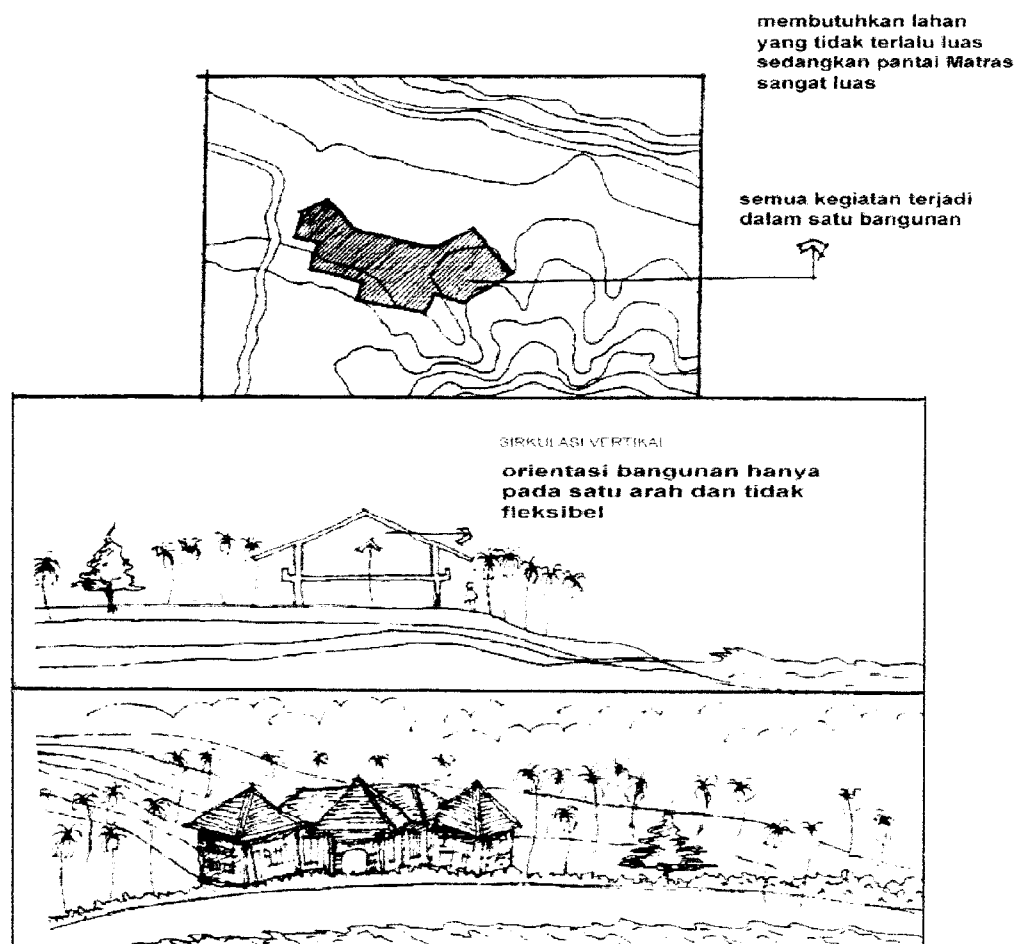 membutuhkan lahan
yang tidak terlalu luas
sedangkan pantai Matras
sangat luas
semua kegiatan terjadi
dalam satu bangunan
SIRKULASI VERTIKAL
orientasi bangunan hanya
pada satu arah dan tidak
fleksibel